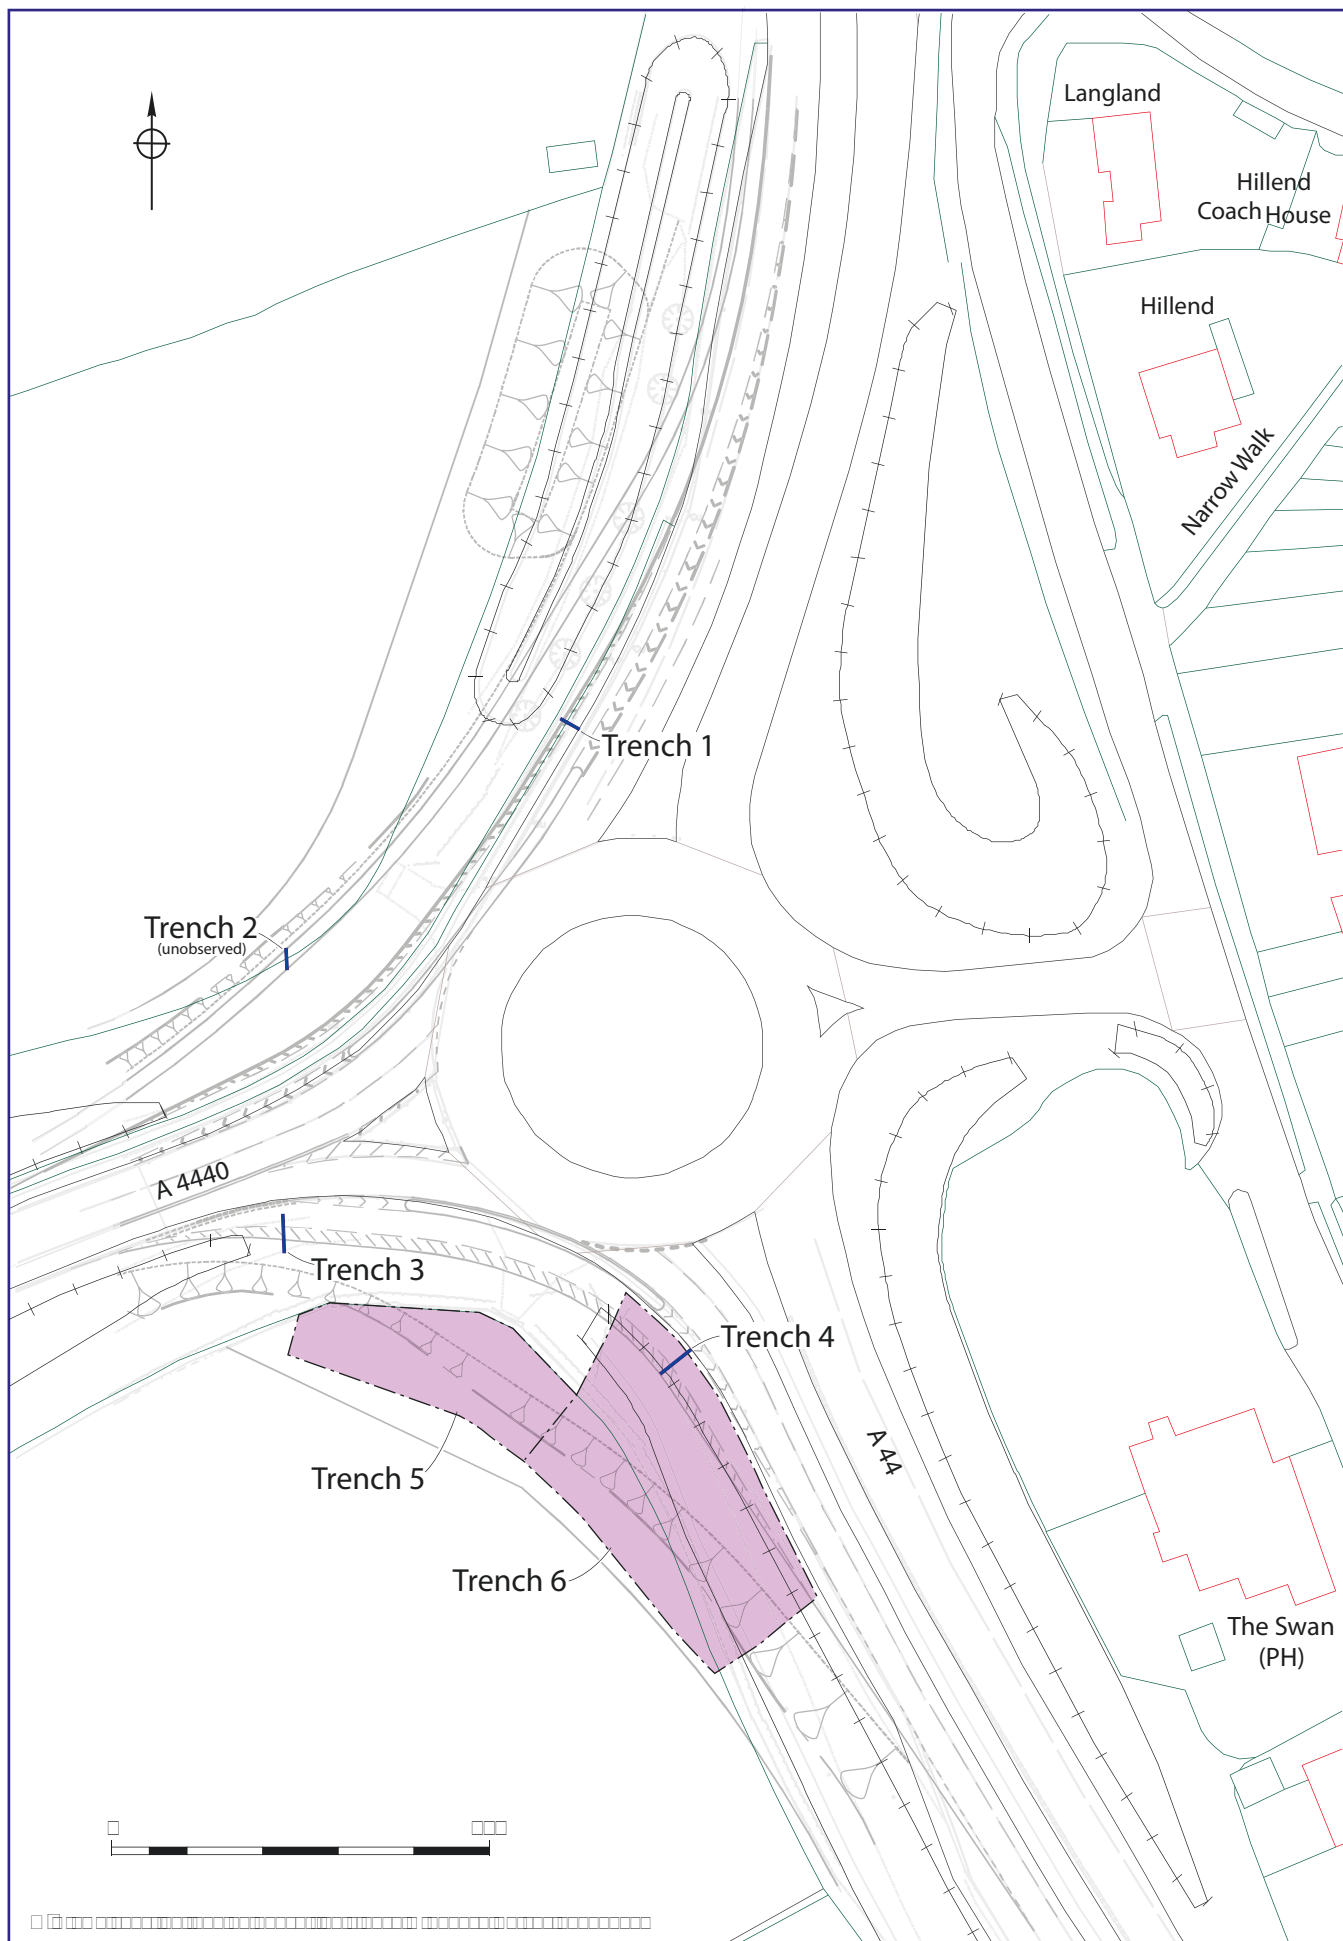 Langland
Hillend
Coach House
Hillend
Narrow Walk
Trench 1
Trench 2
(unobserved)
A 4440
Trench 3
Trench 4
A 44
Trench 5
Trench 6
The Swan
(PH)